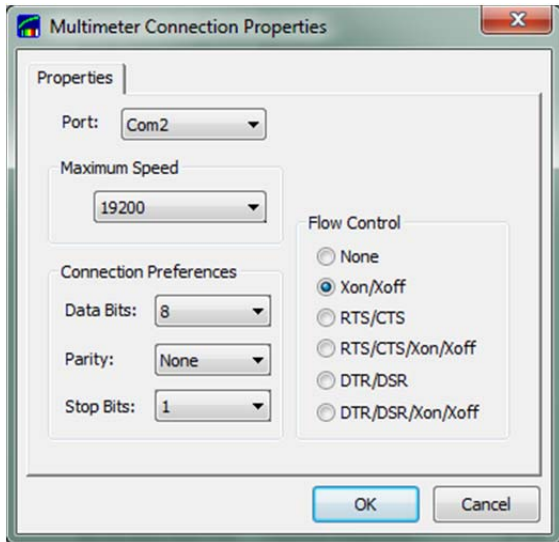 Multimeter Connection Properties
Properties
Port: Com2
Maximum Speed
19200
Connection Preferences
Data Bits: 8
Parity: None
Stop Bits: 1
Flow Control
None
Xon/Xoff
RTS/CTS
RTS/CTS/Xon/Xoff
DTR/DSR
DTR/DSR/Xon/Xoff
OK Cancel